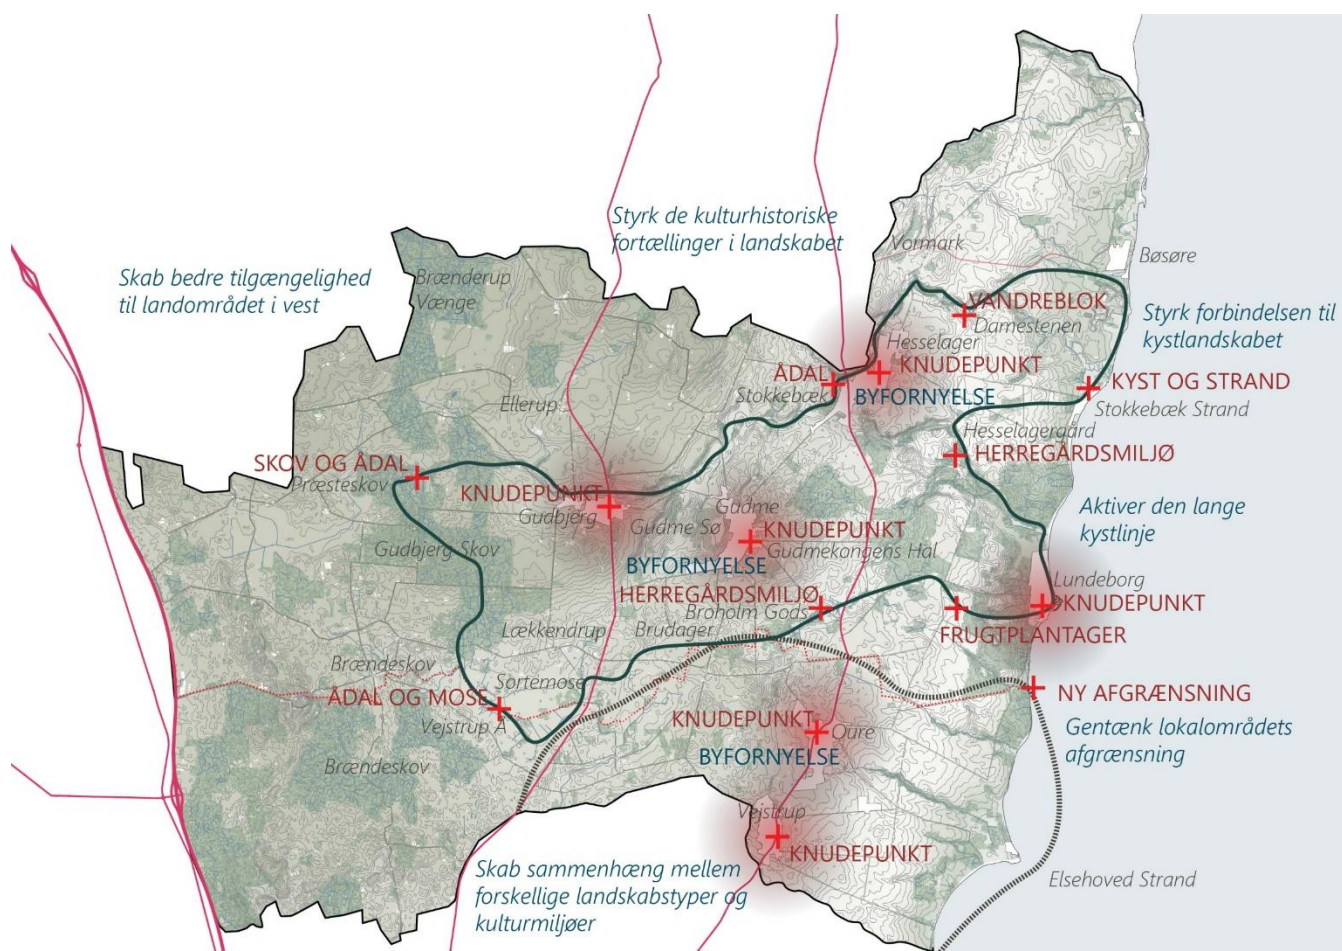 Styrk de kulturhistoriske
fortællinger i landskabet
Vormark
Bøsøre
Skab bedre tilgængelighed
til landområdet i vest
Brænderup
Vænge
VANDREBLOK
Damestenen
Styrk forbindelsen til
kystlandskabet
Hesselager
KNUDEPUNKT
BYFORNYELSE
ÅDAL
Stokkebæk
KYST OG STRAND
Stokkebæk Strand
Ellerup
Hesselagergård
HERREGÅRDSMILJØ
SKOV OG ÅDAL
Præsteskov
KNUDEPUNKT
Gudbjerg
Gudme Sø
Gudme
KNUDEPUNKT
Gudmekongens Hal
BYFORNYELSE
Aktiver den lange
kystlinje
Gudbjerg Skov
Lundeborg
KNUDEPUNKT
HERREGÅRDSMILJØ
Broholm Gods
FRUGTPLANTAGER
Lækkendrup
Brudager
Brændeskov
Sortemose
ÅDAL OG MOSE
Vejstrup Å
NY AFGRÆNSNING
Gentænk lokalområdets
afgrænsning
KNUDEPUNKT
Oure
BYFORNYELSE
Brændeskov
Vejstrup
KNUDEPUNKT
Skab sammenhæng mellem
forskellige landskabstyper og
kulturmiljøer
Elsehoved Strand